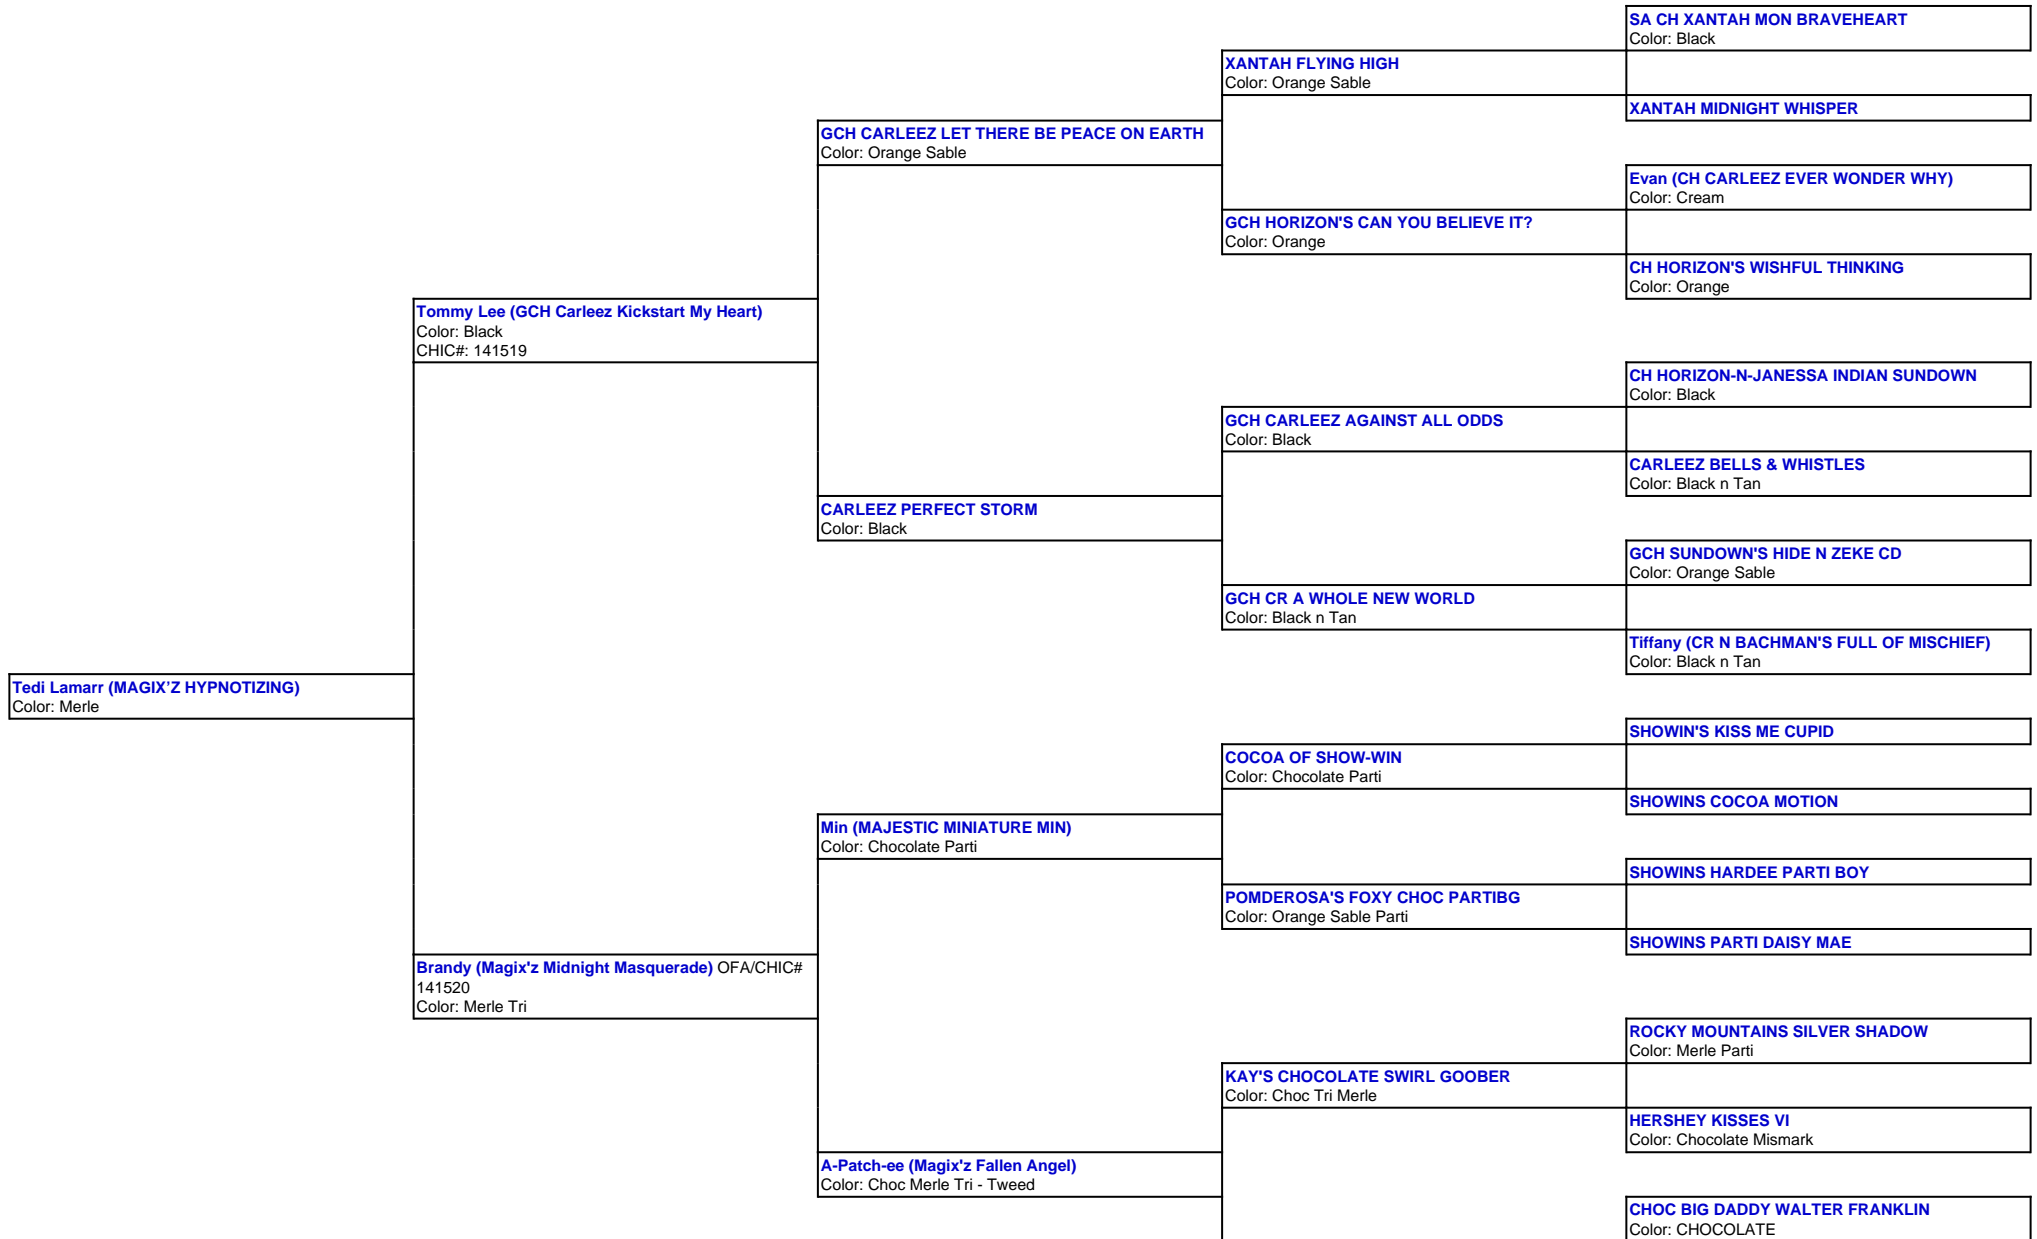 SA CH XANTAH MON BRAVEHEART
Color: Black
XANTAH FLYING HIGH
Color: Orange Sable
XANTAH MIDNIGHT WHISPER
GCH CARLEEZ LET THERE BE PEACE ON EARTH
Color: Orange Sable
Evan (CH CARLEEZ EVER WONDER WHY)
Color: Cream
GCH HORIZON'S CAN YOU BELIEVE IT?
Color: Orange
CH HORIZON'S WISHFUL THINKING
Color: Orange
Tommy Lee (GCH Carleez Kickstart My Heart)
Color: Black
CHIC#: 141519
CH HORIZON-N-JANESSA INDIAN SUNDOWN
Color: Black
GCH CARLEEZ AGAINST ALL ODDS
Color: Black
CARLEEZ BELLS & WHISTLES
Color: Black n Tan
CARLEEZ PERFECT STORM
Color: Black
GCH SUNDOWN'S HIDE N ZEKE CD
Color: Orange Sable
GCH CR A WHOLE NEW WORLD
Color: Black n Tan
Tiffany (CR N BACHMAN'S FULL OF MISCHIEF)
Color: Black n Tan
Tedi Lamarr (MAGIX’Z HYPNOTIZING)
Color: Merle
SHOWIN'S KISS ME CUPID
COCOA OF SHOW-WIN
Color: Chocolate Parti
SHOWINS COCOA MOTION
Min (MAJESTIC MINIATURE MIN)
Color: Chocolate Parti
SHOWINS HARDEE PARTI BOY
POMDEROSA'S FOXY CHOC PARTIBG
Color: Orange Sable Parti
SHOWINS PARTI DAISY MAE
Brandy (Magix'z Midnight Masquerade) OFA/CHIC#
141520
Color: Merle Tri
ROCKY MOUNTAINS SILVER SHADOW
Color: Merle Parti
KAY'S CHOCOLATE SWIRL GOOBER
Color: Choc Tri Merle
HERSHEY KISSES VI
Color: Chocolate Mismark
A-Patch-ee (Magix'z Fallen Angel)
Color: Choc Merle Tri - Tweed
CHOC BIG DADDY WALTER FRANKLIN
Color: CHOCOLATE